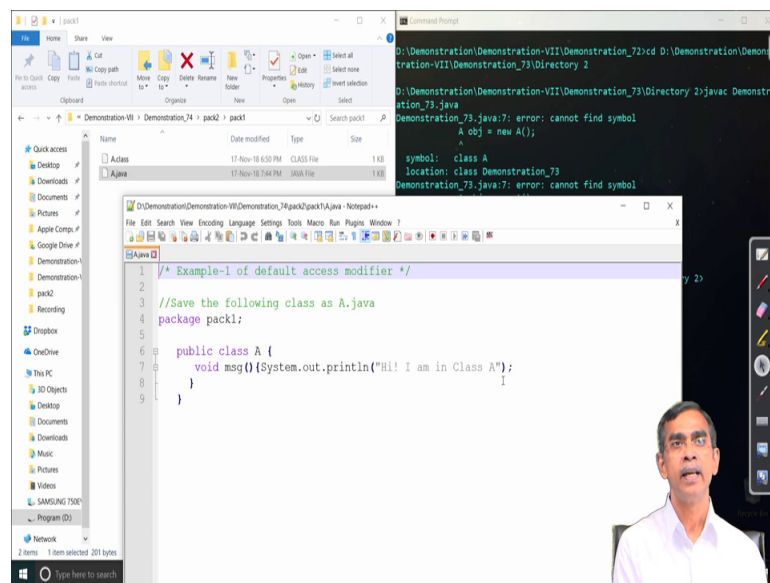 pack1
File Home Share View
Pin to Quick access
Copy
Paste
Cut
Copy path
Paste shortcut
Move to
Copy to
Delete
Rename
New folder
Properties
Open
Edit
History
Select all
Select none
Invert selection
Clipboard Organize New Open Select
Demonstration-VII > Demonstration_74 > pack2 > pack1
Search pack1
Name Date modified Type Size
A.class 17-Nov-18 6:50 PM CLASS File 1 KB
A.java 17-Nov-18 7:44 PM JAVA File 1 KB
Quick access
Desktop
Downloads
Documents
Pictures
Apple Compu
Google Drive
Demonstration-V
Demonstration-V
pack2
Recording
Dropbox
OneDrive
This PC
3D Objects
Desktop
Documents
Downloads
Music
Pictures
Videos
SAMSUNG 750E
Program (D:)
Network
2 items 1 item selected 201 bytes
Type here to search
Command Prompt
D:\Demonstration\Demonstration-VII\Demonstration_72>cd D:\Demonstration\Demons
tration-VII\Demonstration_73\Directory 2
D:\Demonstration\Demonstration-VII\Demonstration_73\Directory 2>javac Demonstr
ation_73.java
Demonstration_73.java:7: error: cannot find symbol
A obj = new A();
^
symbol: class A
location: class Demonstration_73
Demonstration_73.java:7: error: cannot find symbol
ry 2>
D:\Demonstration\Demonstration-VII\Demonstration_74\pack2\pack1\A.java - Notepad++
File Edit Search View Encoding Language Settings Tools Macro Run Plugins Window ?
X
A.java
1 /* Example-1 of default access modifier */
2
3 //Save the following class as A.java
4 package pack1;
5
6 public class A {
7 void msg(){System.out.println("Hi! I am in Class A");
8 }
9 }